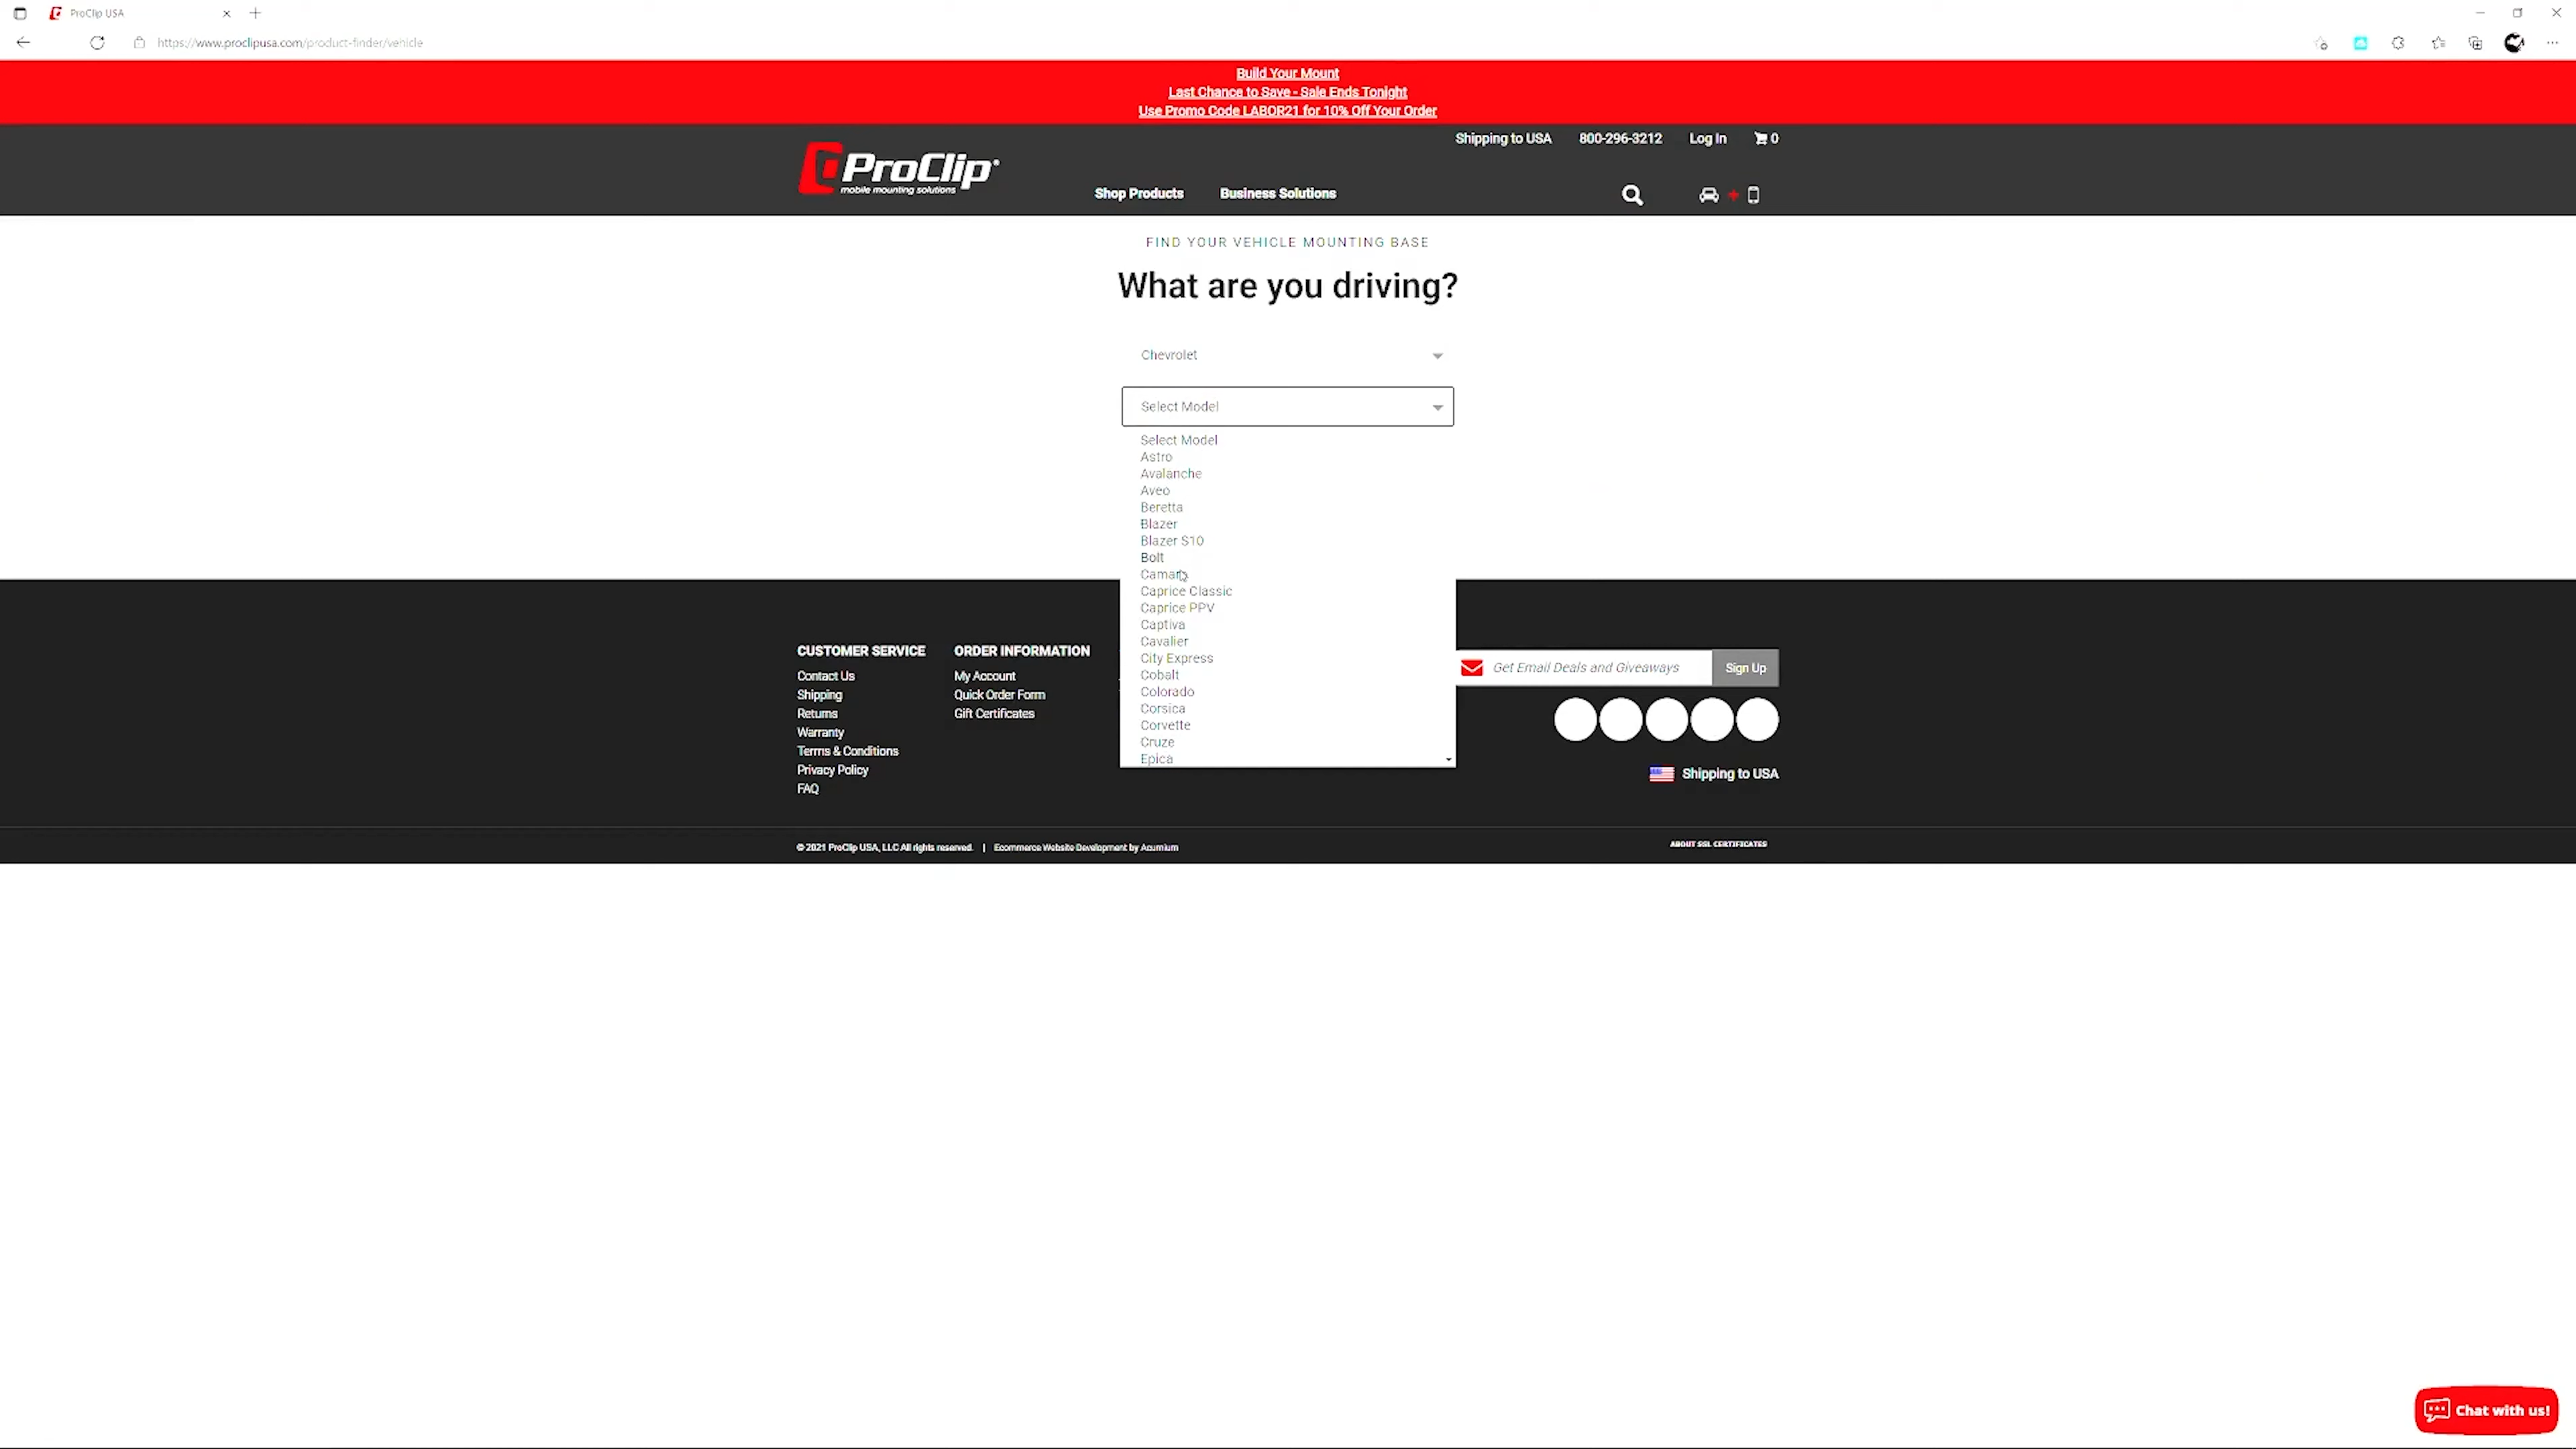 ProClip USA
https://www.proclipusa.com/product-finder/vehicle
Build Your Mount
Last Chance to Save - Sale Ends Tonight
Use Promo Code LABOR21 for 10% Off Your Order
Shipping to USA 800-296-3212 Log In 0
ProClip®
mobile mounting solutions
Shop Products Business Solutions
FIND YOUR VEHICLE MOUNTING BASE
What are you driving?
Chevrolet
Select Model
Select Model
Astro
Avalanche
Aveo
Beretta
Blazer
Blazer S10
Bolt
Camaro
Caprice Classic
Caprice PPV
Captiva
Cavalier
City Express
Cobalt
Colorado
Corsica
Corvette
Cruze
Epica
CUSTOMER SERVICE
Contact Us
Shipping
Returns
Warranty
Terms & Conditions
Privacy Policy
FAQ
ORDER INFORMATION
My Account
Quick Order Form
Gift Certificates
Get Email Deals and Giveaways Sign Up
Shipping to USA
© 2021 ProClip USA, LLC All rights reserved. | Ecommerce Website Development by Acumium
ABOUT SSL CERTIFICATES
Chat with us!